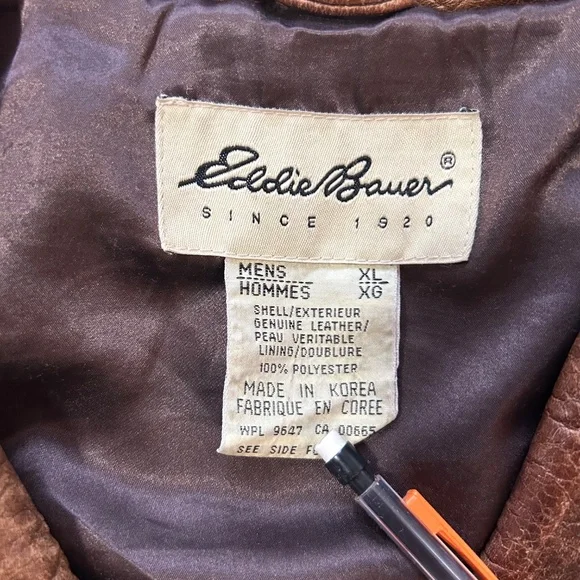 Eddie Bauer®
SINCE 1920
MENS XL
HOMMES XG
SHELL/EXTERIEUR
GENUINE LEATHER/
PEAU VERITABLE
LINING/DOUBLURE
100% POLYESTER
MADE IN KOREA
FABRIQUE EN COREE
WPL 9647 CA 00665
SEE SIDE